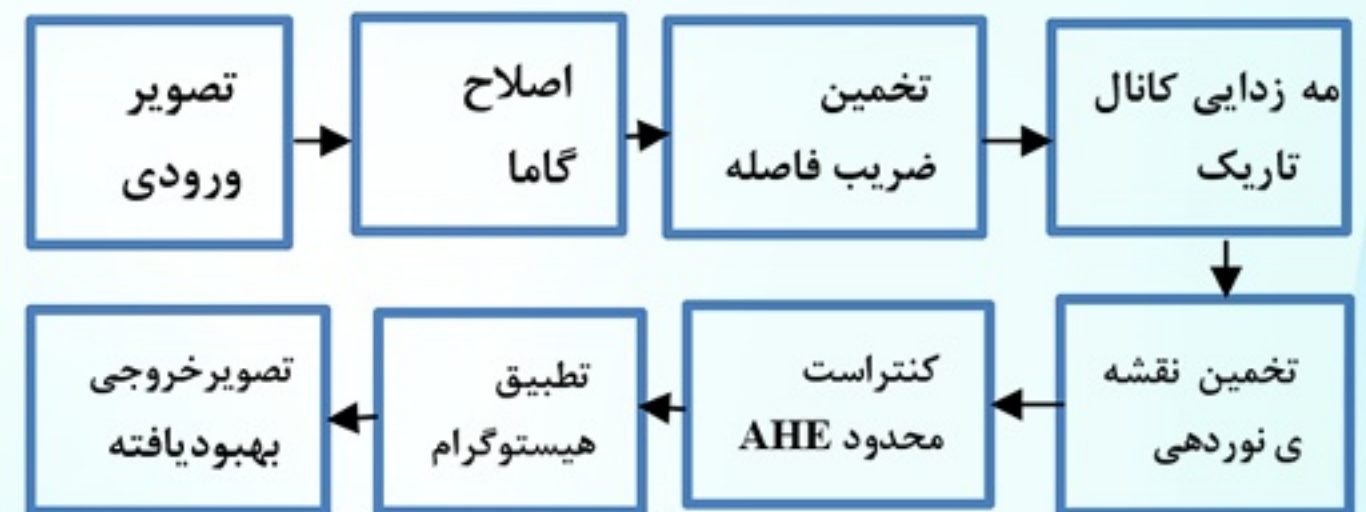 تصویر
ورودی
اصلاح
گاما
تخمین
ضریب فاصله
مه زدایی کانال
تاریک
تخمین نقشه
ی نوردهی
کنتراست
محدود AHE
تطبیق
هیستوگرام
تصویرخروجی
بهبودیافته